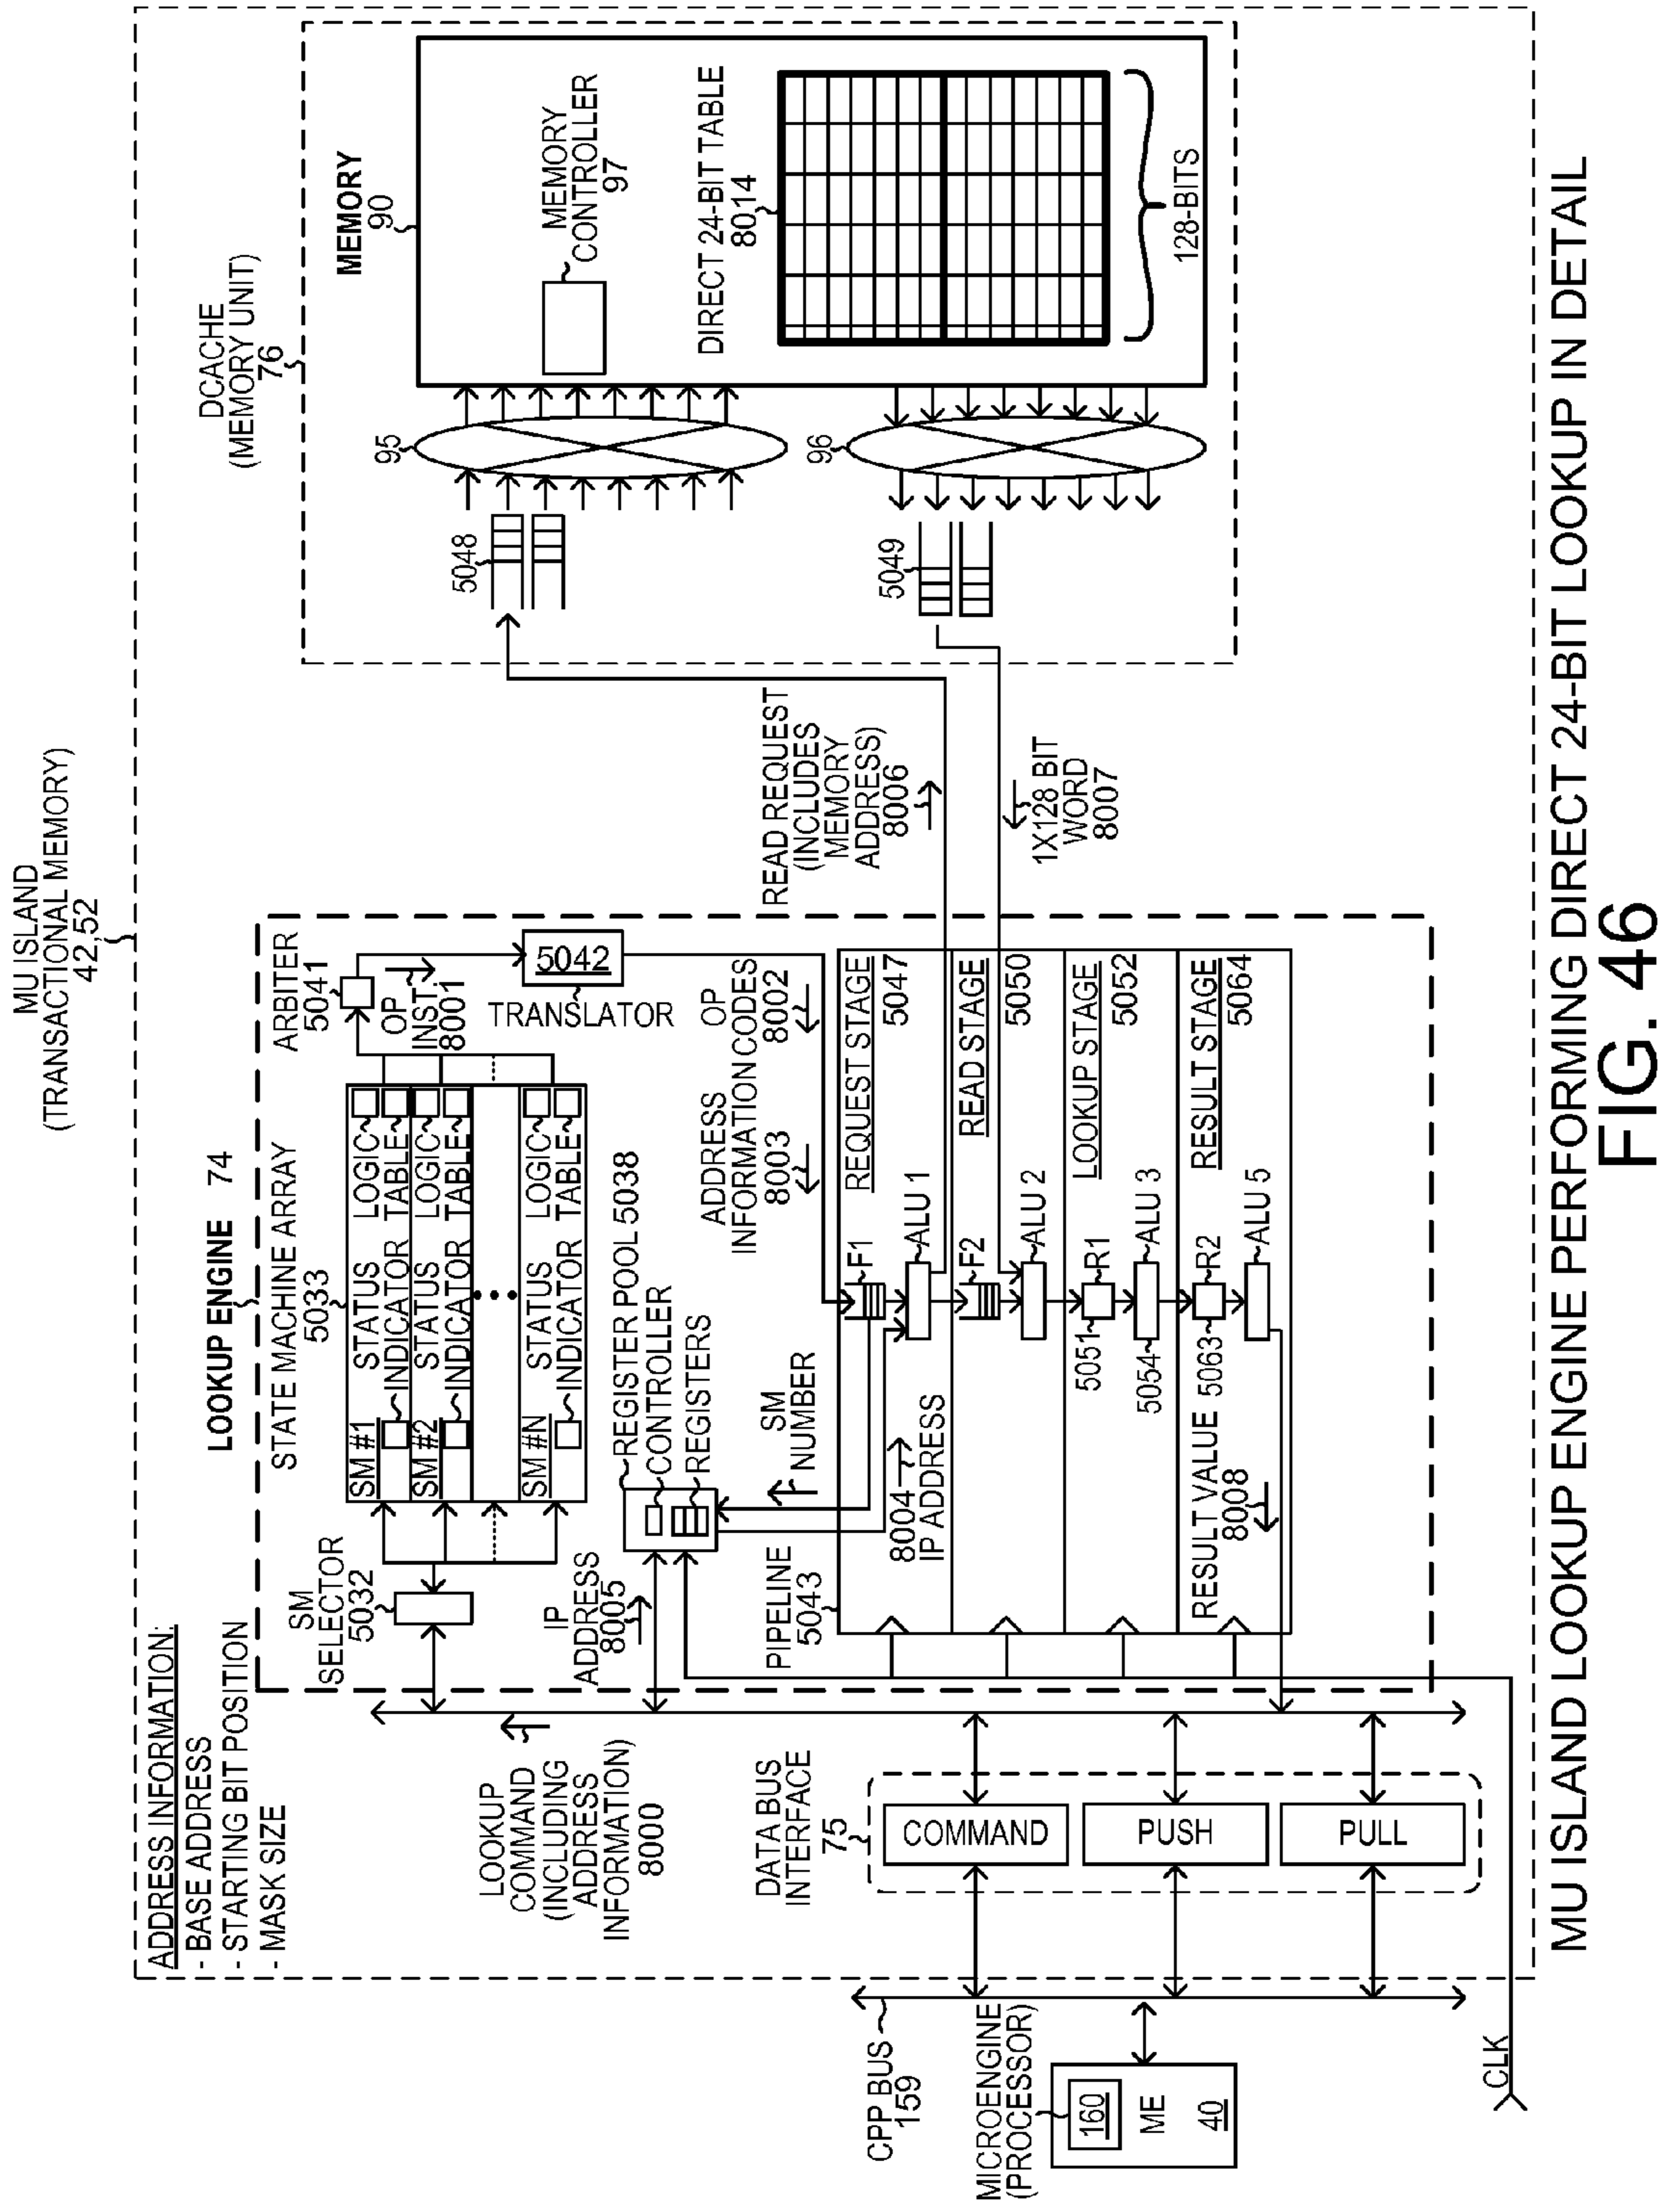 MU ISLAND
(TRANSACTIONAL MEMORY)
42,52
ADDRESS INFORMATION:
- BASE ADDRESS
- STARTING BIT POSITION
- MASK SIZE
LOOKUP ENGINE 74
SM
SELECTOR
5032
STATE MACHINE ARRAY
5033
SM #1
STATUS
INDICATOR
LOGIC
TABLE
SM #2
STATUS
INDICATOR
LOGIC
TABLE
SM #N
STATUS
INDICATOR
LOGIC
TABLE
ARBITER
5041
OP
INST.
8001
5042
TRANSLATOR
LOOKUP
COMMAND
(INCLUDING
ADDRESS
INFORMATION)
8000
IP
ADDRESS
8005
REGISTER POOL 5038
CONTROLLER
REGISTERS
SM
NUMBER
ADDRESS
INFORMATION CODES
8003
OP
8002
PIPELINE
5043
8004
IP ADDRESS
F1
ALU 1
REQUEST STAGE
5047
F2
ALU 2
READ STAGE
5050
5051
R1
5054
ALU 3
LOOKUP STAGE
5052
RESULT VALUE
8008
5063
R2
ALU 5
RESULT STAGE
5064
READ REQUEST
(INCLUDES
MEMORY
ADDRESS)
8006
1X128 BIT
WORD
8007
DCACHE
(MEMORY UNIT)
76
5048
95
5049
96
MEMORY
90
MEMORY
CONTROLLER
97
DIRECT 24-BIT TABLE
8014
128-BITS
DATA BUS
INTERFACE
75
COMMAND
PUSH
PULL
CPP BUS
159
MICROENGINE
(PROCESSOR)
160
ME
40
CLK
MU ISLAND LOOKUP ENGINE PERFORMING DIRECT 24-BIT LOOKUP IN DETAIL
FIG. 46